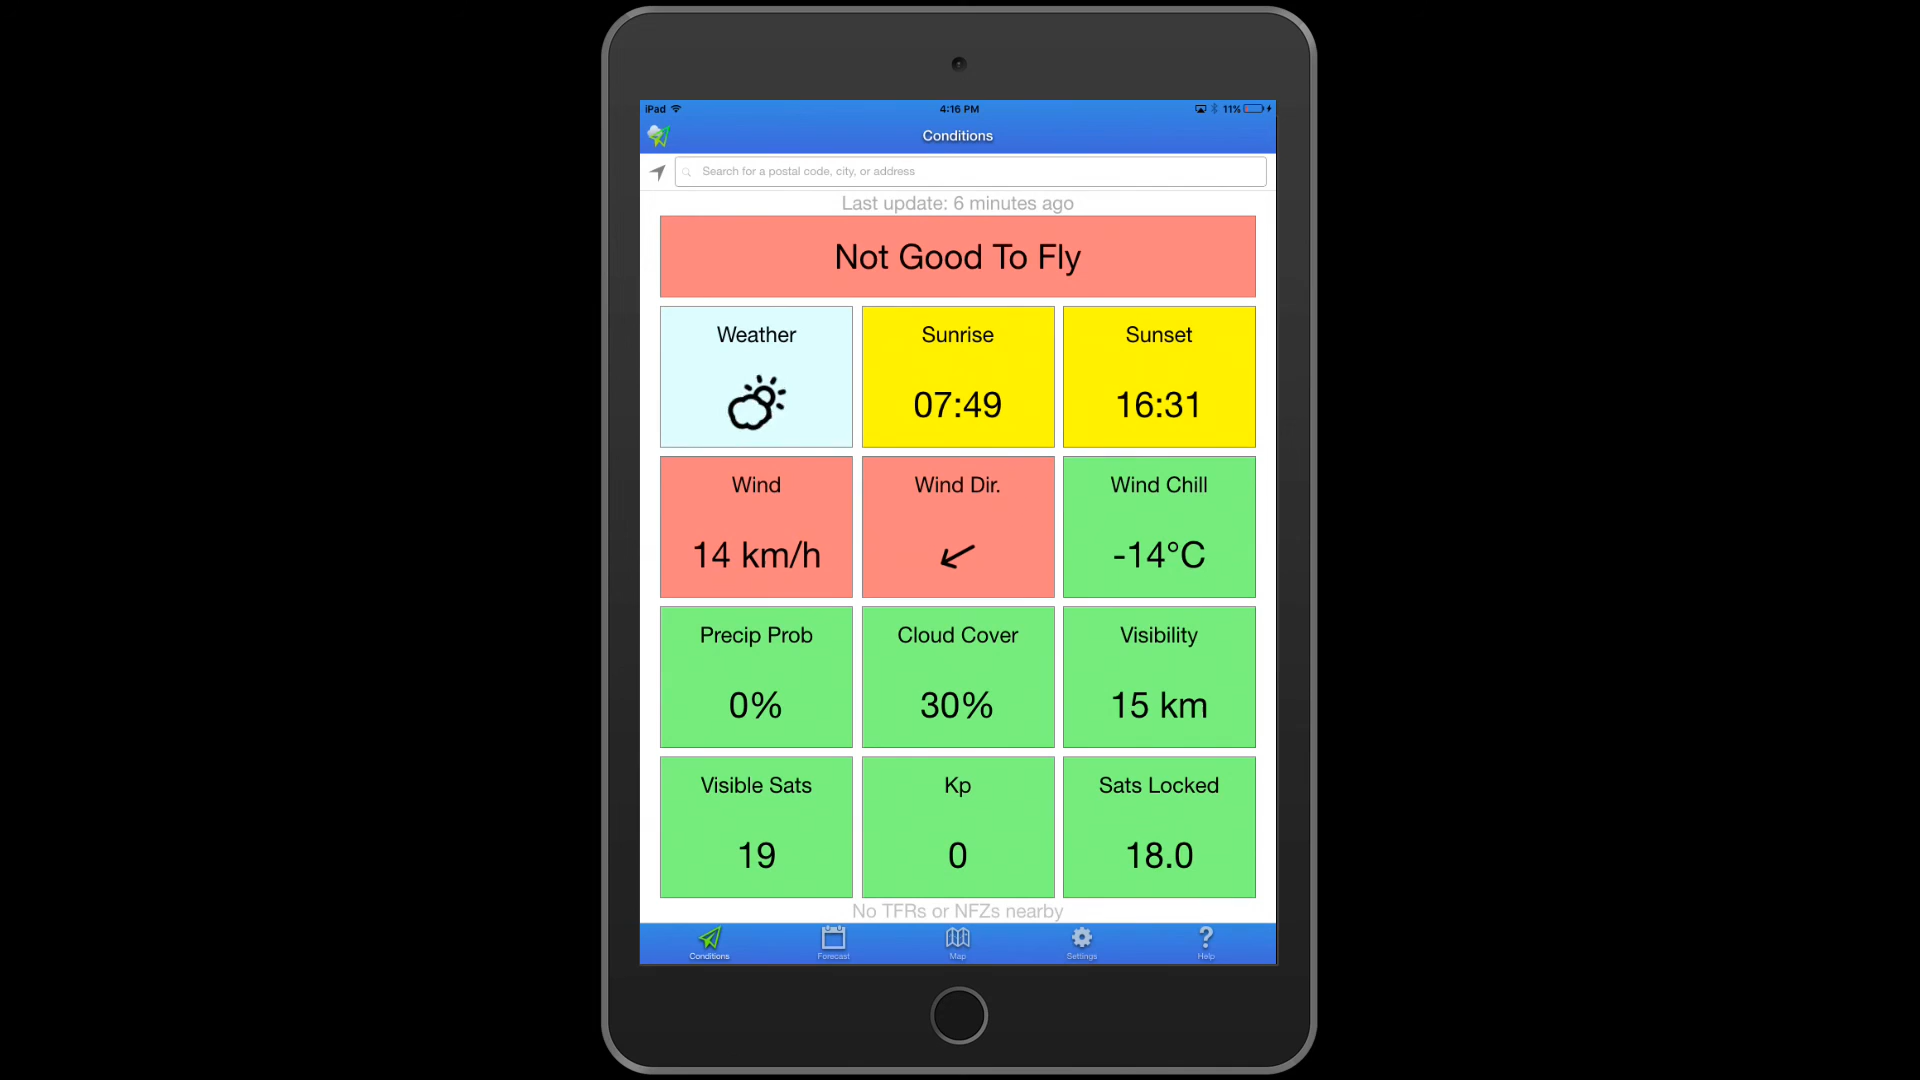 iPad 4:16 PM 11%
Conditions
Search for a postal code, city, or address
Last update: 6 minutes ago
Not Good To Fly
Weather Sunrise Sunset
07:49 16:31
Wind Wind Dir. Wind Chill
14 km/h -14°C
Precip Prob Cloud Cover Visibility
0% 30% 15 km
Visible Sats Kp Sats Locked
19 0 18.0
No TFRs or NFZs nearby
Conditions Forecast Map Settings Help